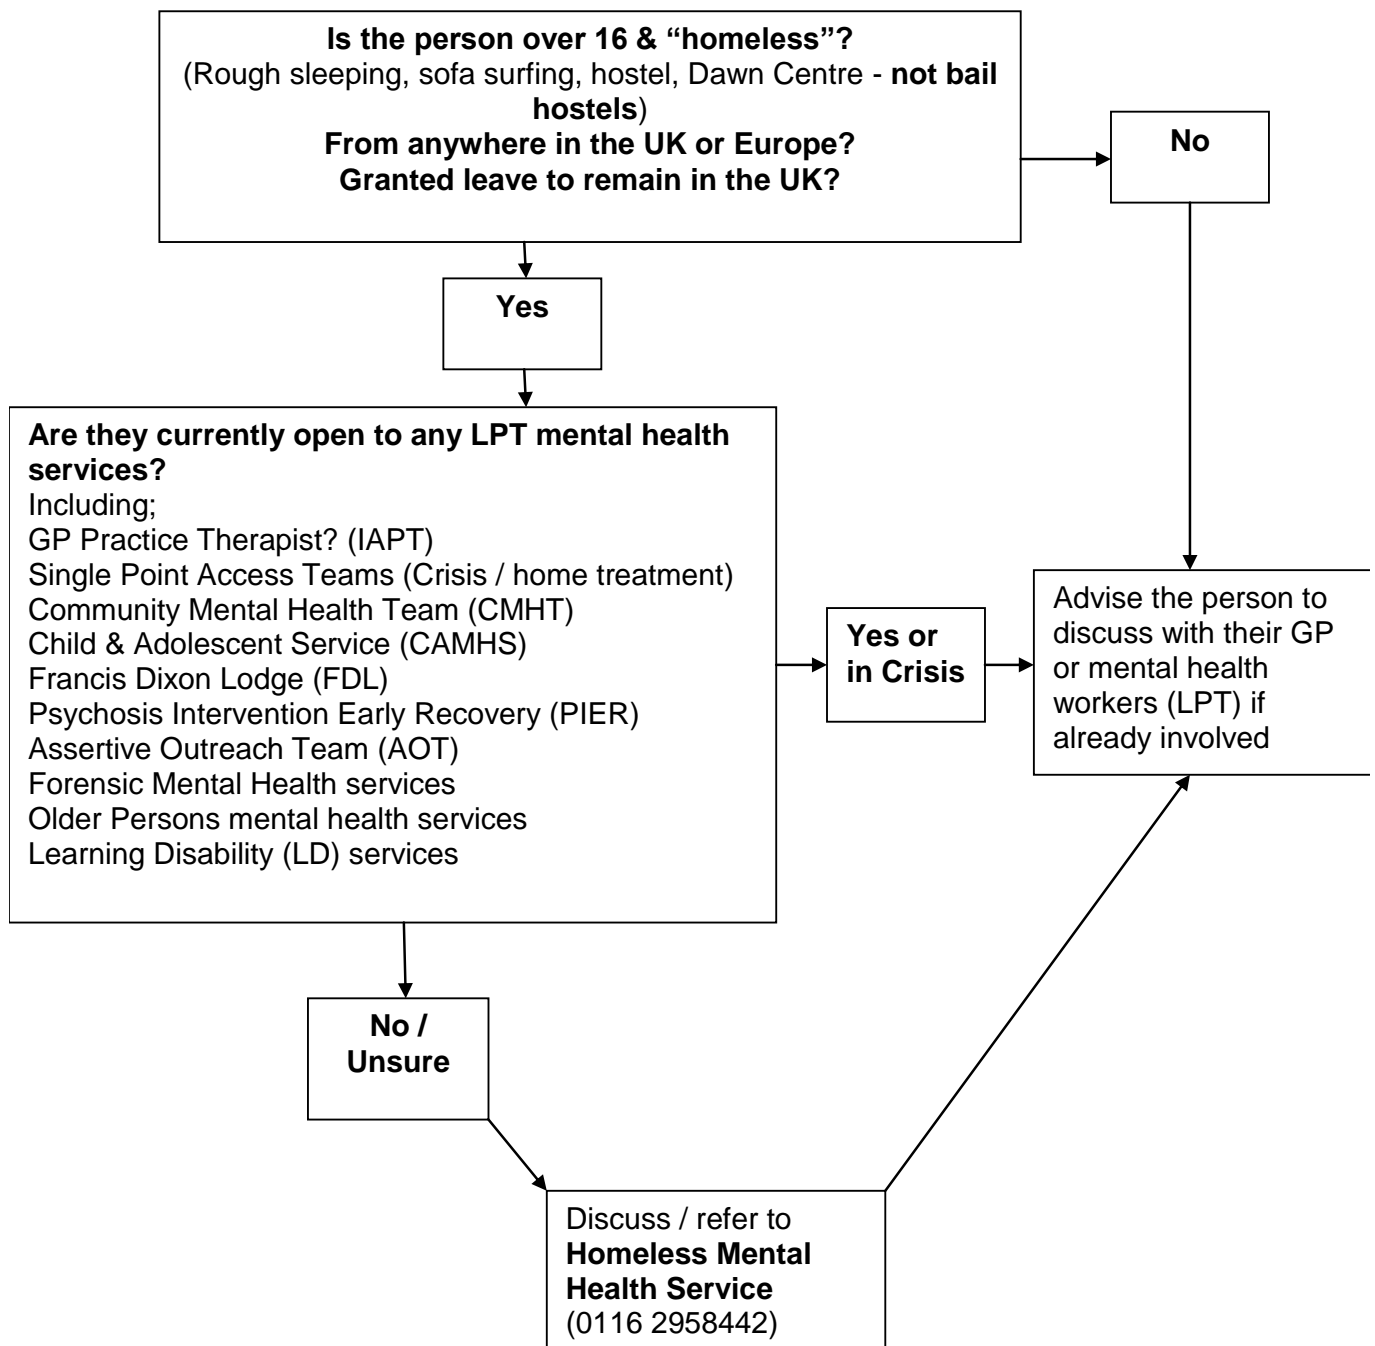 Is the person over 16 & “homeless”?
(Rough sleeping, sofa surfing, hostel, Dawn Centre - not bail
hostels)
From anywhere in the UK or Europe?
Granted leave to remain in the UK?
No
Yes
Are they currently open to any LPT mental health
services?
Including;
GP Practice Therapist? (IAPT)
Single Point Access Teams (Crisis / home treatment)
Community Mental Health Team (CMHT)
Child & Adolescent Service (CAMHS)
Francis Dixon Lodge (FDL)
Psychosis Intervention Early Recovery (PIER)
Assertive Outreach Team (AOT)
Forensic Mental Health services
Older Persons mental health services
Learning Disability (LD) services
Yes or
in Crisis
Advise the person to
discuss with their GP
or mental health
workers (LPT) if
already involved
No /
Unsure
Discuss / refer to
Homeless Mental
Health Service
(0116 2958442)